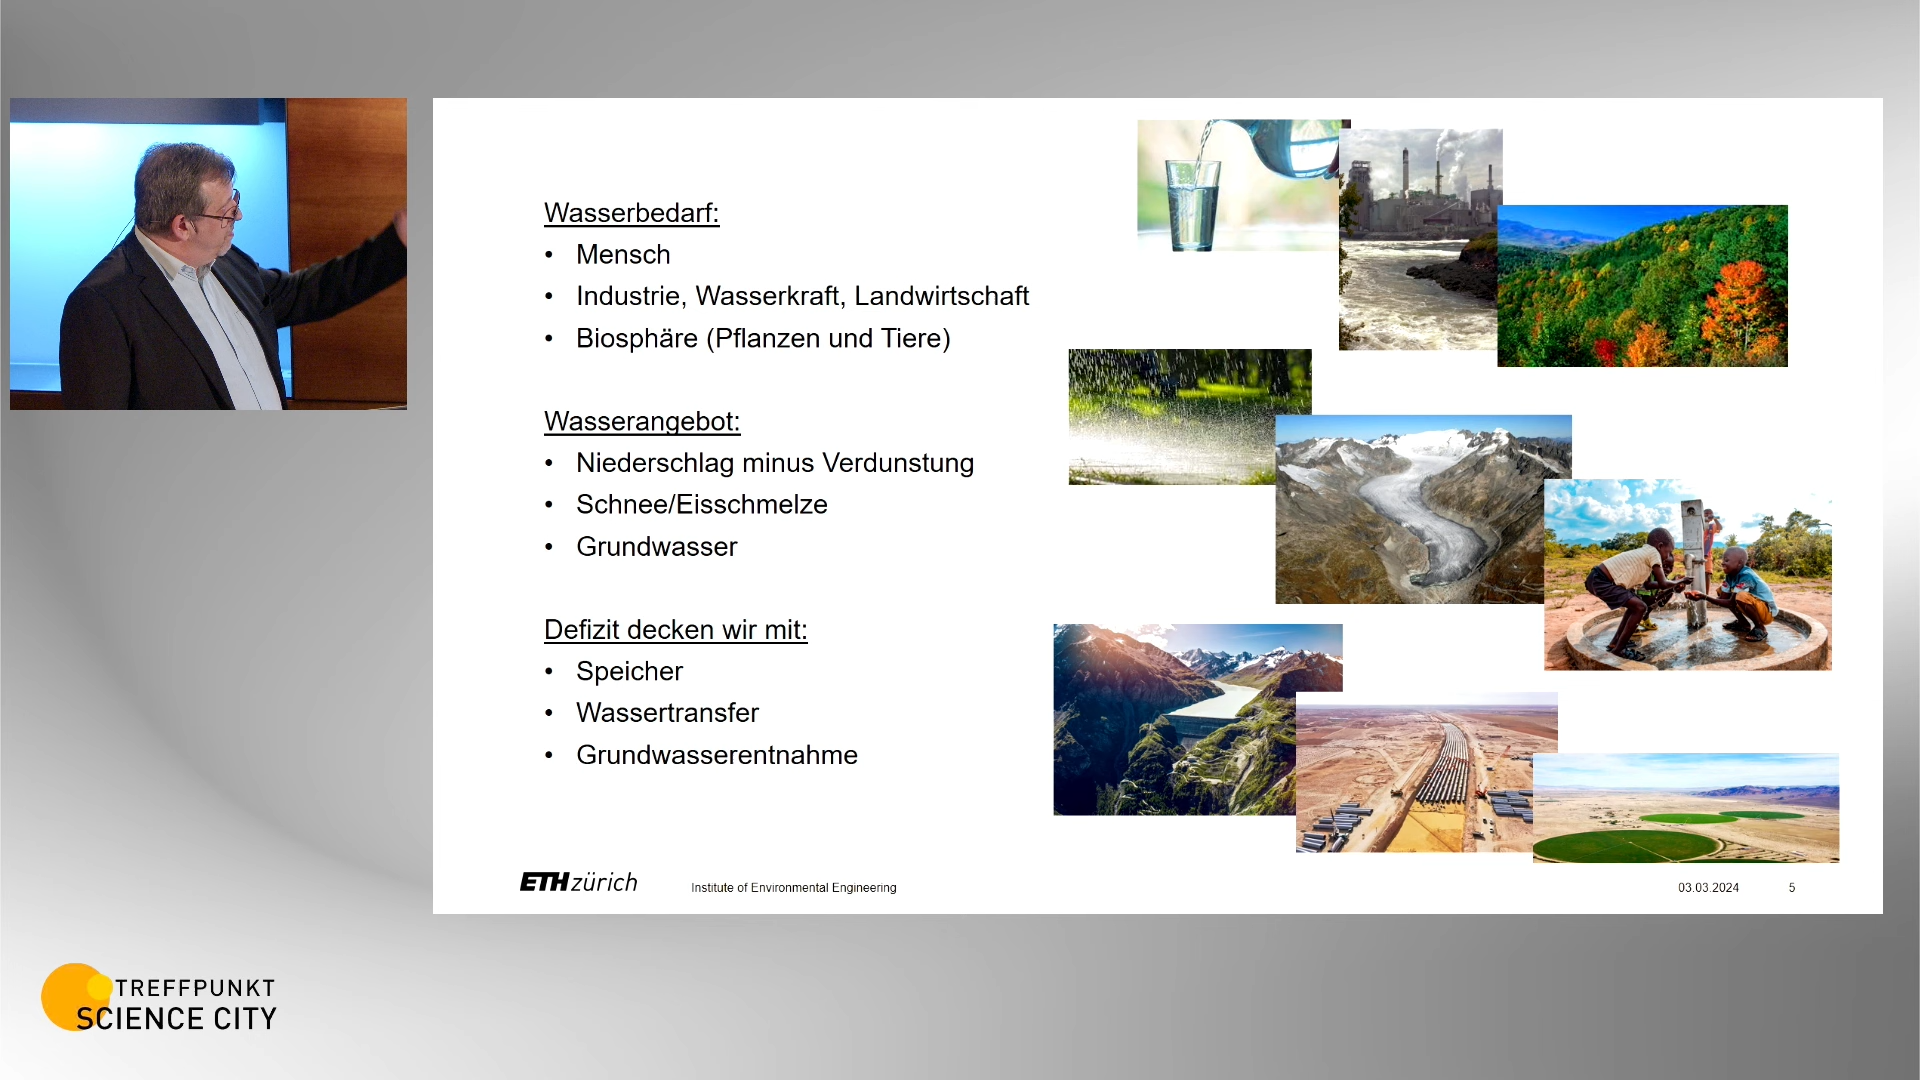 Wasserbedarf:
• Mensch
• Industrie, Wasserkraft, Landwirtschaft
• Biosphäre (Pflanzen und Tiere)
Wasserangebot:
• Niederschlag minus Verdunstung
• Schnee/Eisschmelze
• Grundwasser
Defizit decken wir mit:
• Speicher
• Wassertransfer
• Grundwasserentnahme
ETH zürich
Institute of Environmental Engineering
03.03.2024
5
TREFFPUNKT
SCIENCE CITY